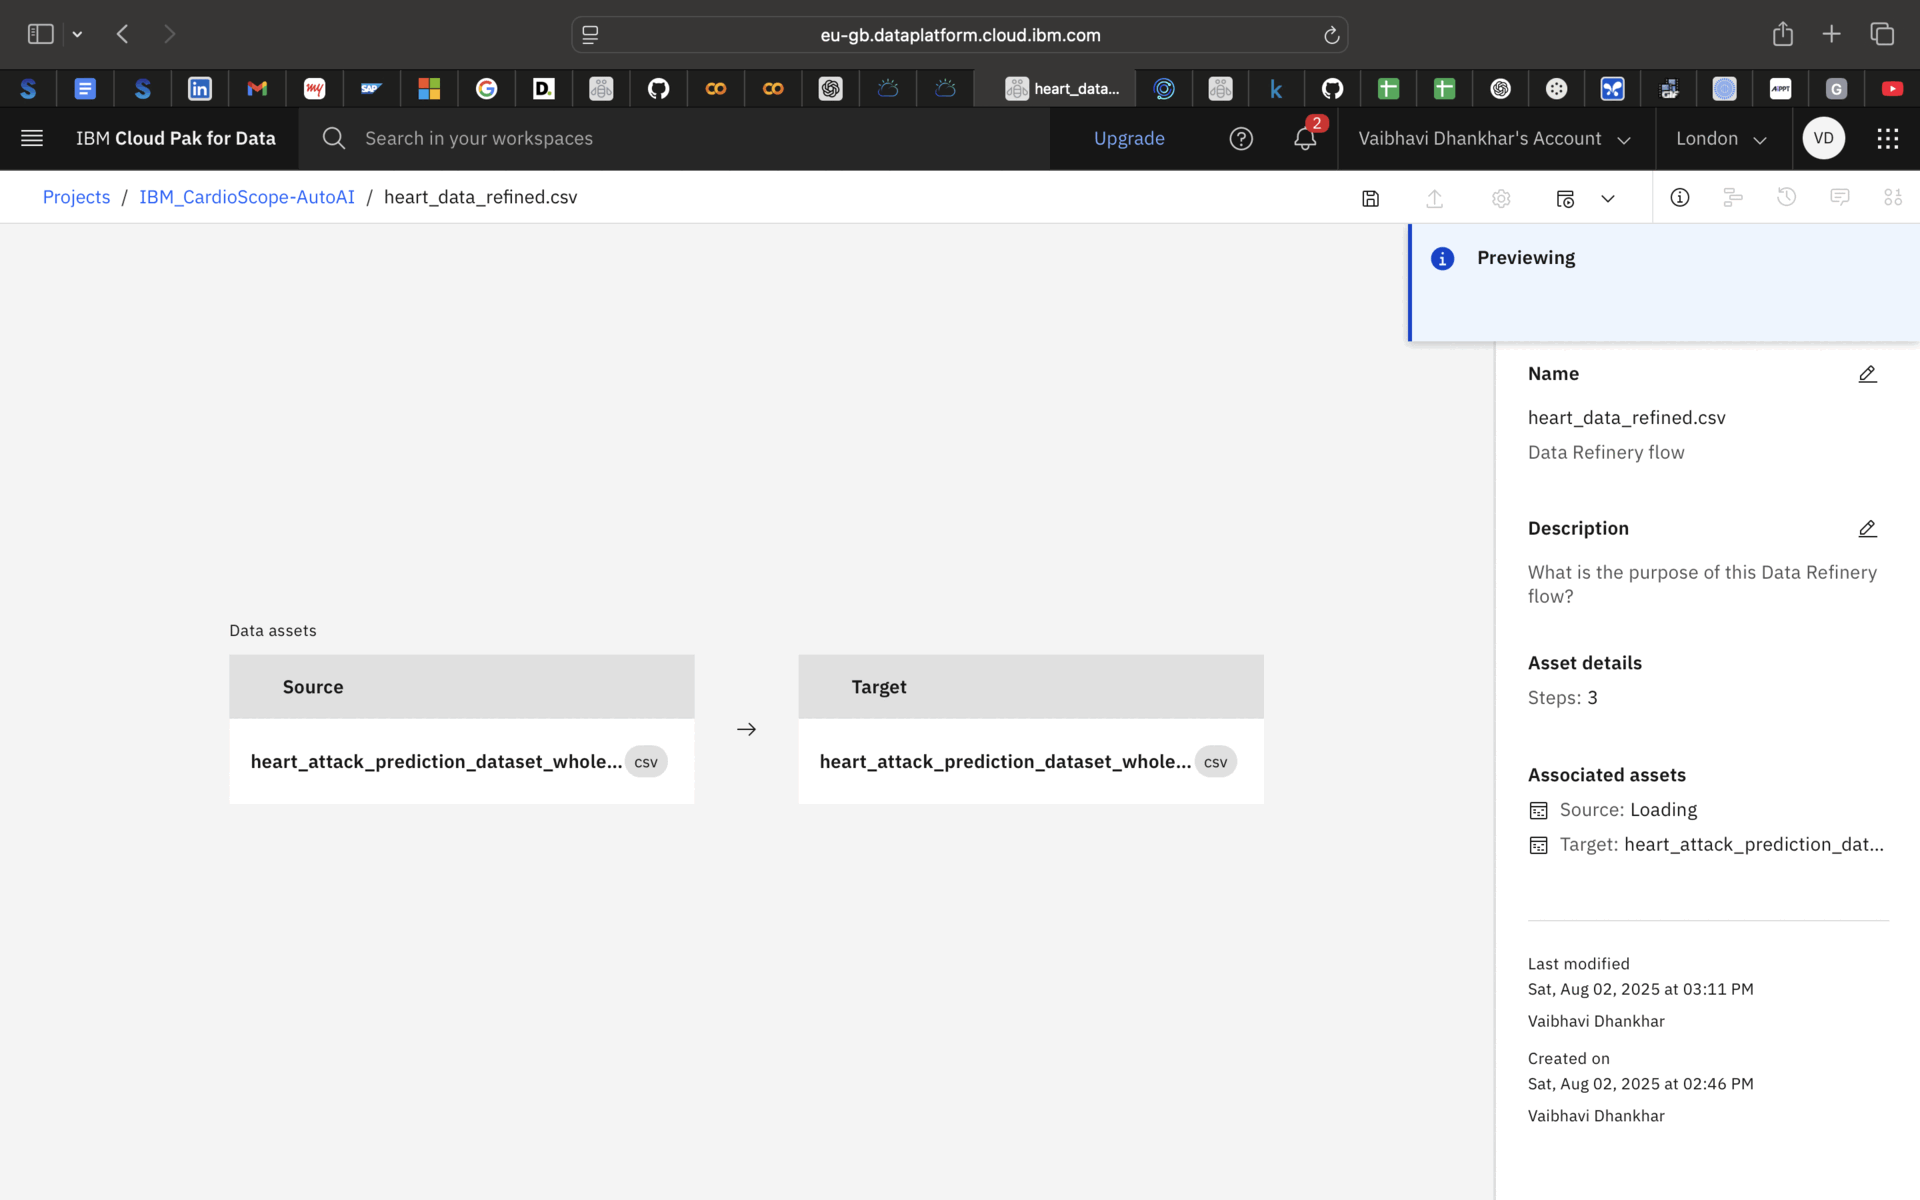 eu-gb.dataplatform.cloud.ibm.com
S
S
in
M
my
SAP
G
D.
heart_data...
k
AiPPT
G
IBM Cloud Pak for Data
Search in your workspaces
Upgrade
2
Vaibhavi Dhankhar's Account
London
VD
Projects / IBM_CardioScope-AutoAI / heart_data_refined.csv
Previewing
Name
heart_data_refined.csv
Data Refinery flow
Description
What is the purpose of this Data Refinery
flow?
Data assets
Source
heart_attack_prediction_dataset_whole... csv
Target
heart_attack_prediction_dataset_whole... csv
Asset details
Steps: 3
Associated assets
Source: Loading
Target: heart_attack_prediction_dat...
Last modified
Sat, Aug 02, 2025 at 03:11 PM
Vaibhavi Dhankhar
Created on
Sat, Aug 02, 2025 at 02:46 PM
Vaibhavi Dhankhar